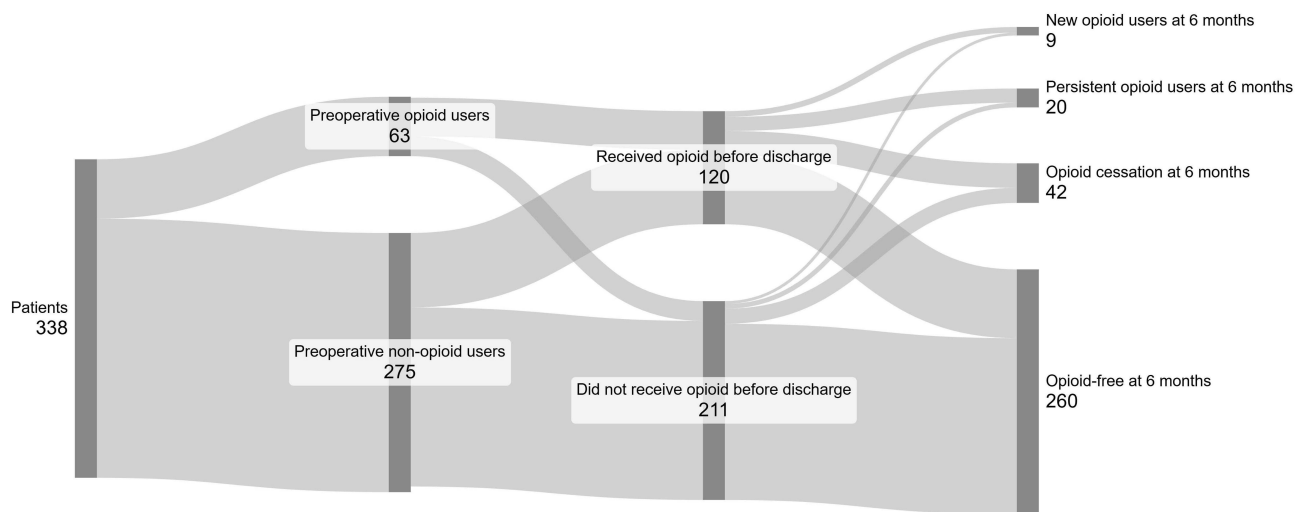 New opioid users at 6 months
9
Persistent opioid users at 6 months
20
Preoperative opioid users
63
Received opioid before discharge
120
Opioid cessation at 6 months
42
Patients
338
Preoperative non-opioid users
275
Did not receive opioid before discharge
211
Opioid-free at 6 months
260